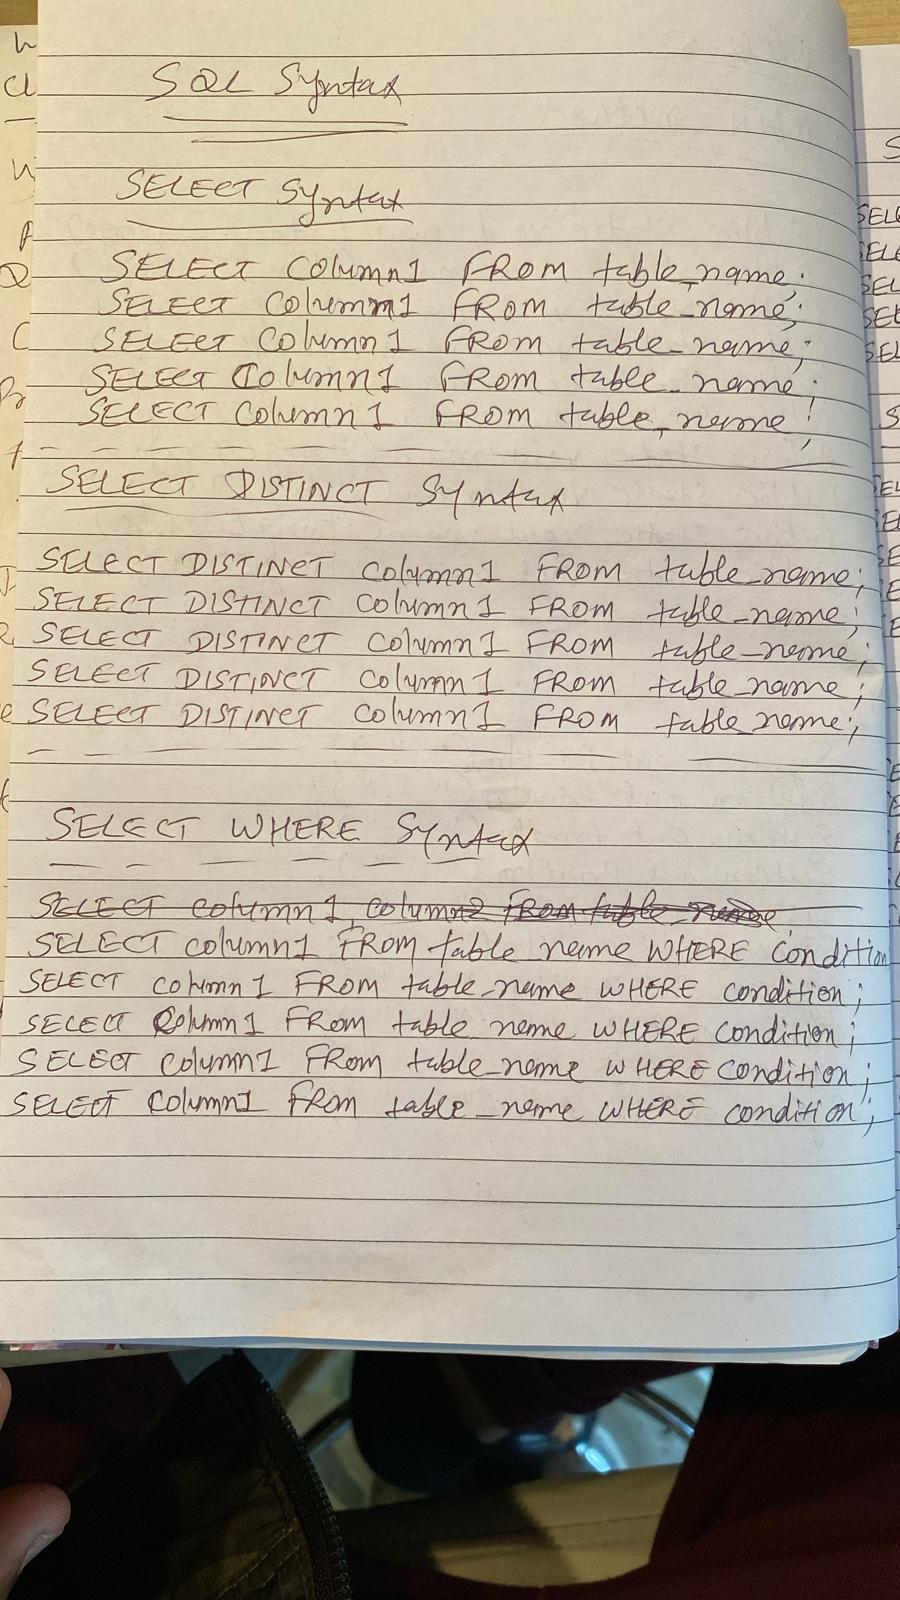 SQL Syntax
SELECT Syntax
SELECT column1 FROM table_name;
SELECT column1 FROM table_name;
SELECT column1 FROM table_name;
SELECT column1 FROM table_name;
SELECT column1 FROM table_name;
SELECT DISTINCT Syntax
SELECT DISTINCT column1 FROM table_name;
SELECT DISTINCT column1 FROM table_name;
SELECT DISTINCT column1 FROM table_name;
SELECT DISTINCT column1 FROM table_name;
SELECT DISTINCT column1 FROM table_name;
SELECT WHERE Syntax
SELECT column1, column2 FROM table_name
SELECT column1 FROM table_name WHERE condition
SELECT column1 FROM table_name WHERE condition;
SELECT column1 FROM table name WHERE condition;
SELECT column1 FROM table_name WHERE condition;
SELECT column1 FROM table_name WHERE condition;